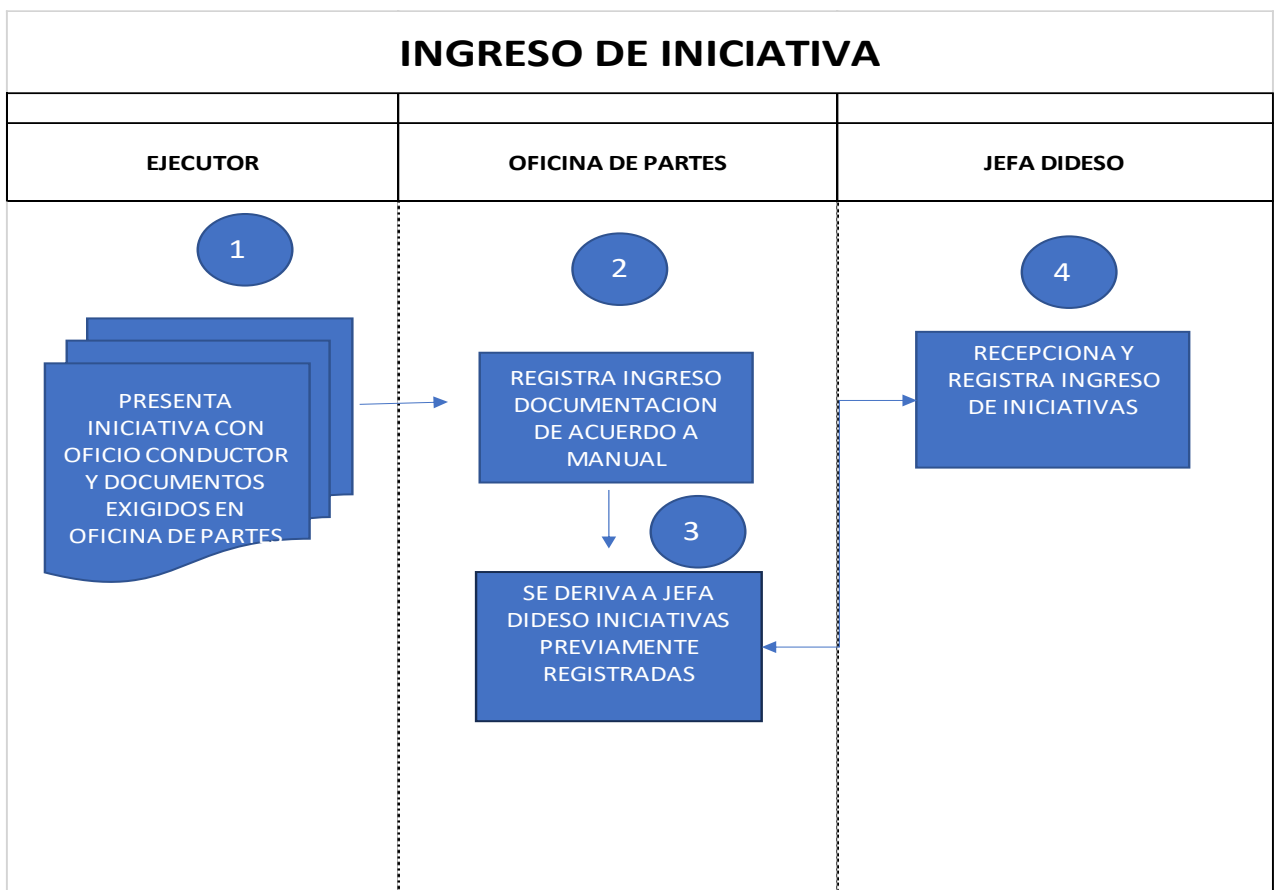 INGRESO DE INICIATIVA
EJECUTOR
OFICINA DE PARTES
JEFA DIDESO
1
PRESENTA
INICIATIVA CON
OFICIO CONDUCTOR
Y DOCUMENTOS
EXIGIDOS EN
OFICINA DE PARTES
2
REGISTRA INGRESO
DOCUMENTACION
DE ACUERDO A
MANUAL
3
SE DERIVA A JEFA
DIDESO INICIATIVAS
PREVIAMENTE
REGISTRADAS
4
RECEPCIONA Y
REGISTRA INGRESO
DE INICIATIVAS